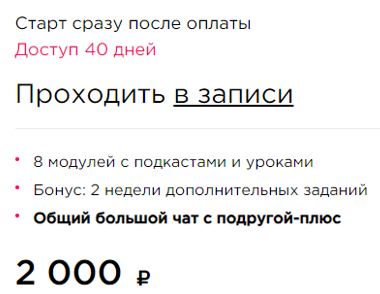 Старт сразу после оплаты
Доступ 40 дней
Проходить в записи
• 8 модулей с подкастами и уроками
• Бонус: 2 недели дополнительных заданий
• Общий большой чат с подругой-плюс
2 000 ₽